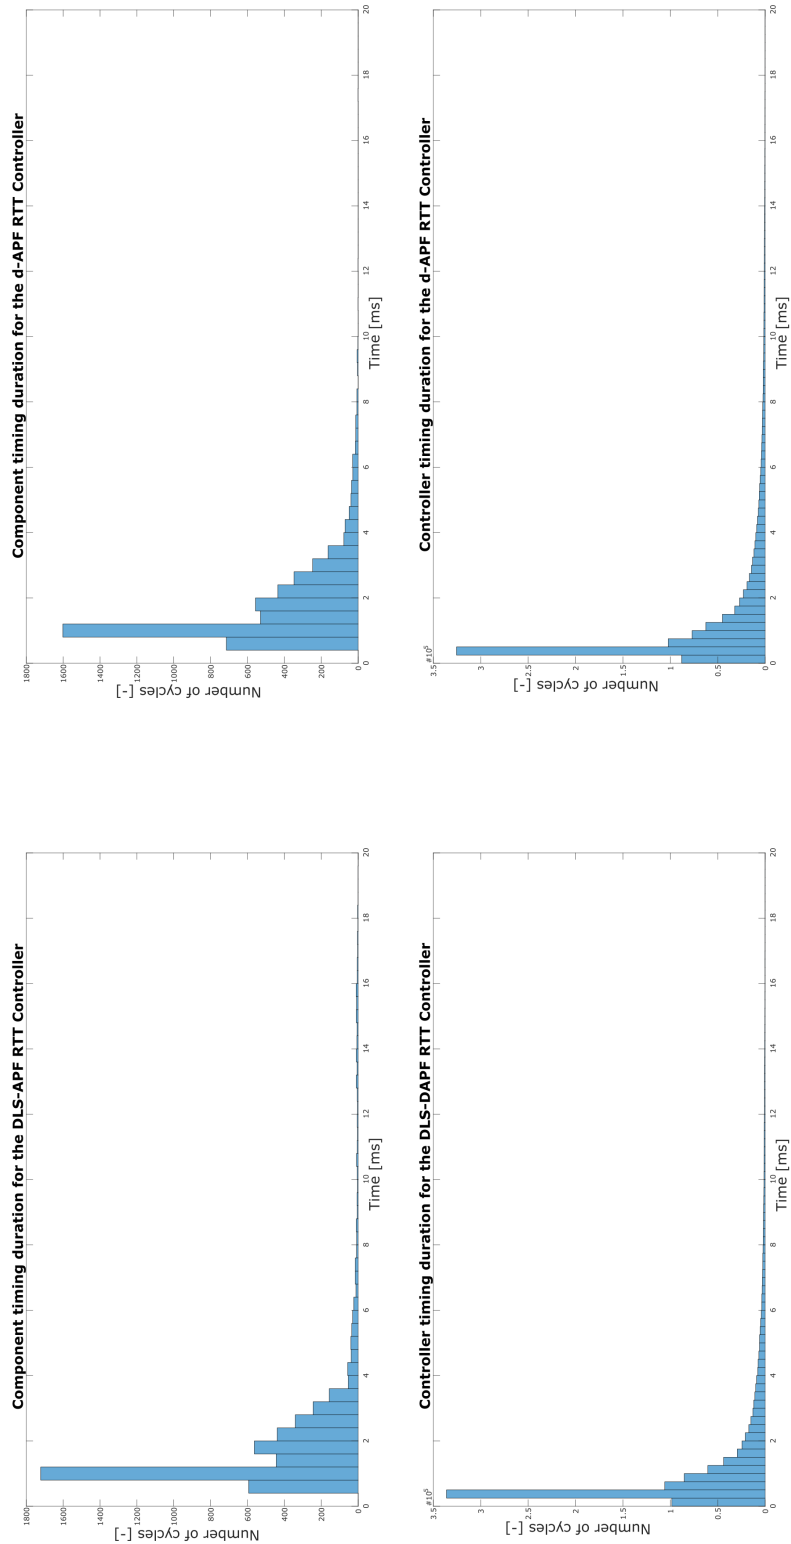 Component timing duration for the DLS-APF RTT Controller
Number of cycles [-]
1800
1600
1400
1200
1000
800
600
400
200
0
0 2 4 6 8 10 12 14 16 18 20
Time [ms]
Component timing duration for the d-APF RTT Controller
Number of cycles [-]
1800
1600
1400
1200
1000
800
600
400
200
0
0 2 4 6 8 10 12 14 16 18 20
Time [ms]
Controller timing duration for the DLS-DAPF RTT Controller
Number of cycles [-]
#10⁵
3.5
3
2.5
2
1.5
1
0.5
0
0 2 4 6 8 10 12 14 16 18 20
Time [ms]
Controller timing duration for the d-APF RTT Controller
Number of cycles [-]
#10⁵
3.5
3
2.5
2
1.5
1
0.5
0
0 2 4 6 8 10 12 14 16 18 20
Time [ms]